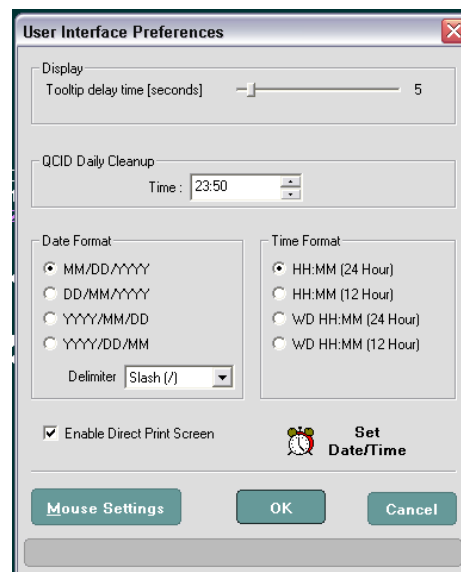 User Interface Preferences
Display
Tooltip delay time [seconds] 5
QCID Daily Cleanup
Time : 23:50
Date Format
MM/DD/YYYY
DD/MM/YYYY
YYYY/MM/DD
YYYY/DD/MM
Delimiter Slash (/)
Time Format
HH:MM (24 Hour)
HH:MM (12 Hour)
WD HH:MM (24 Hour)
WD HH:MM (12 Hour)
Enable Direct Print Screen
Set
Date/Time
Mouse Settings OK Cancel